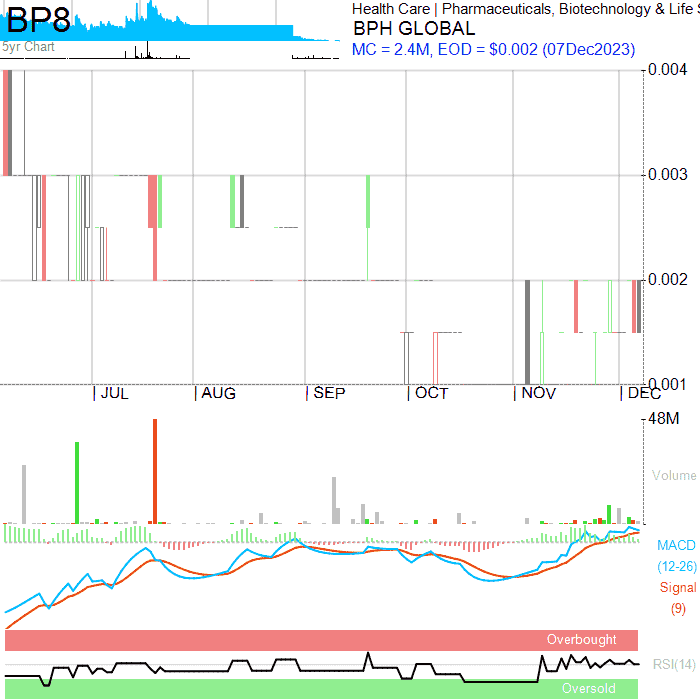 BP8
5yr Chart
Health Care | Pharmaceuticals, Biotechnology & Life
BPH GLOBAL
MC = 2.4M, EOD = $0.002 (07Dec2023)
0.004
0.003
0.002
0.001
JUL AUG SEP OCT NOV DEC
48M
Volume
MACD
(12-26)
Signal
(9)
Overbought
RSI(14)
Oversold